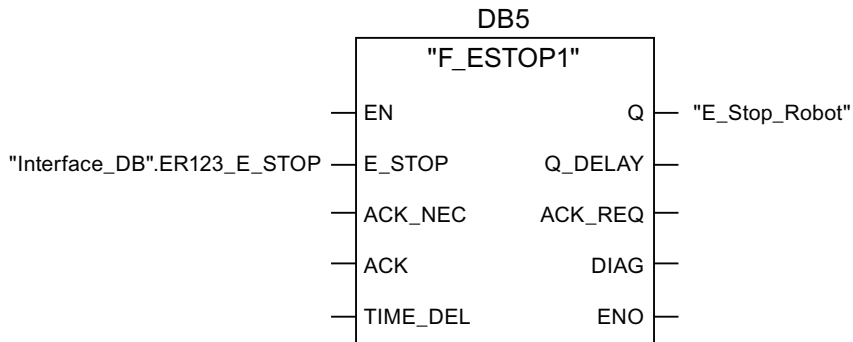 DB5
"F_ESTOP1"
EN Q "E_Stop_Robot"
"Interface_DB".ER123_E_STOP E_STOP Q_DELAY
ACK_NEC ACK_REQ
ACK DIAG
TIME_DEL ENO